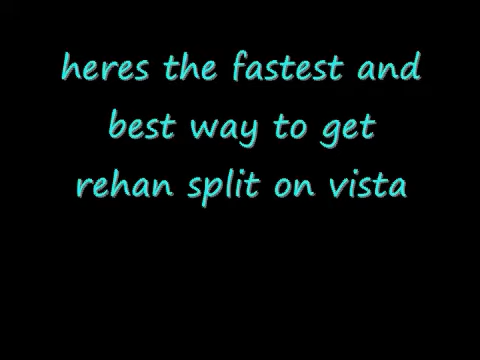 heres the fastest and
best way to get
rehan split on vista